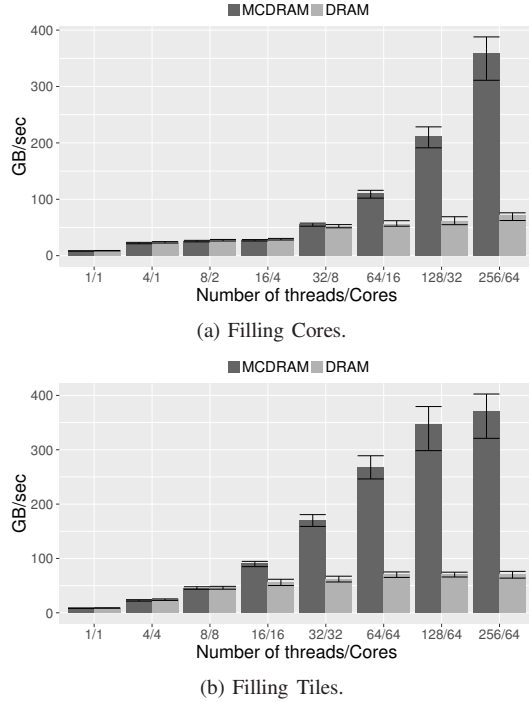 MCDRAM DRAM
400
300
200
100
0
GB/sec
1/1 4/1 8/2 16/4 32/8 64/16 128/32 256/64
Number of threads/Cores
(a) Filling Cores.
MCDRAM DRAM
400
300
200
100
0
GB/sec
1/1 4/4 8/8 16/16 32/32 64/64 128/64 256/64
Number of threads/Cores
(b) Filling Tiles.